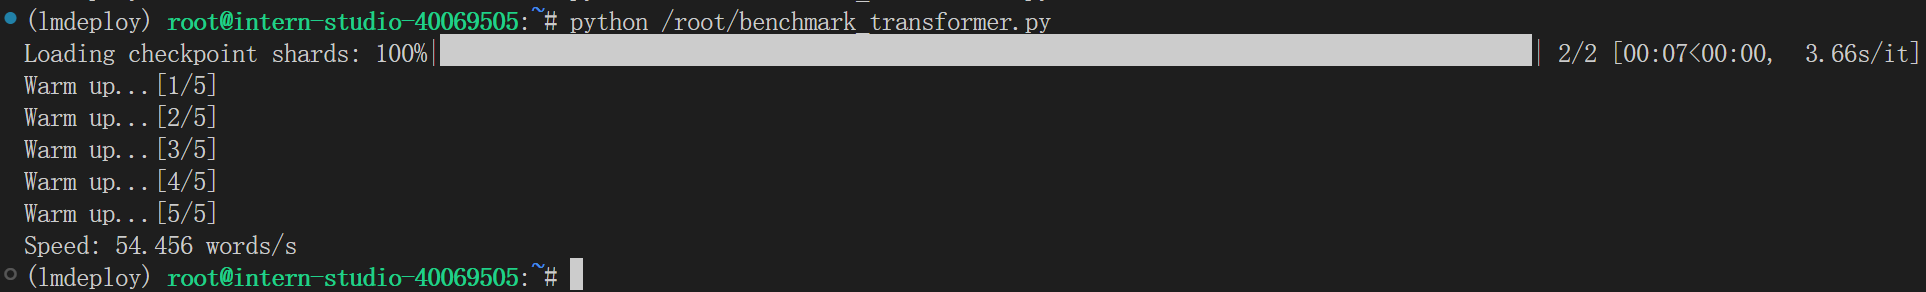 (lmdeploy) root@intern-studio-40069505:~# python /root/benchmark_transformer.py
Loading checkpoint shards: 100%|██████████| 2/2 [00:07<00:00,  3.66s/it]
Warm up...[1/5]
Warm up...[2/5]
Warm up...[3/5]
Warm up...[4/5]
Warm up...[5/5]
Speed: 54.456 words/s
(lmdeploy) root@intern-studio-40069505:~#